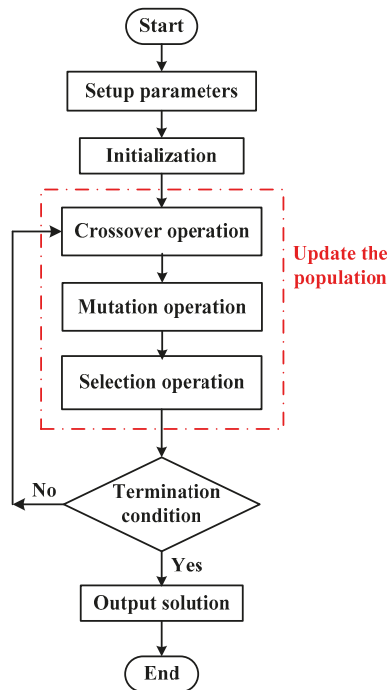 Start
Setup parameters
Initialization
Crossover operation
Update the
population
Mutation operation
Selection operation
No
Termination
condition
Yes
Output solution
End